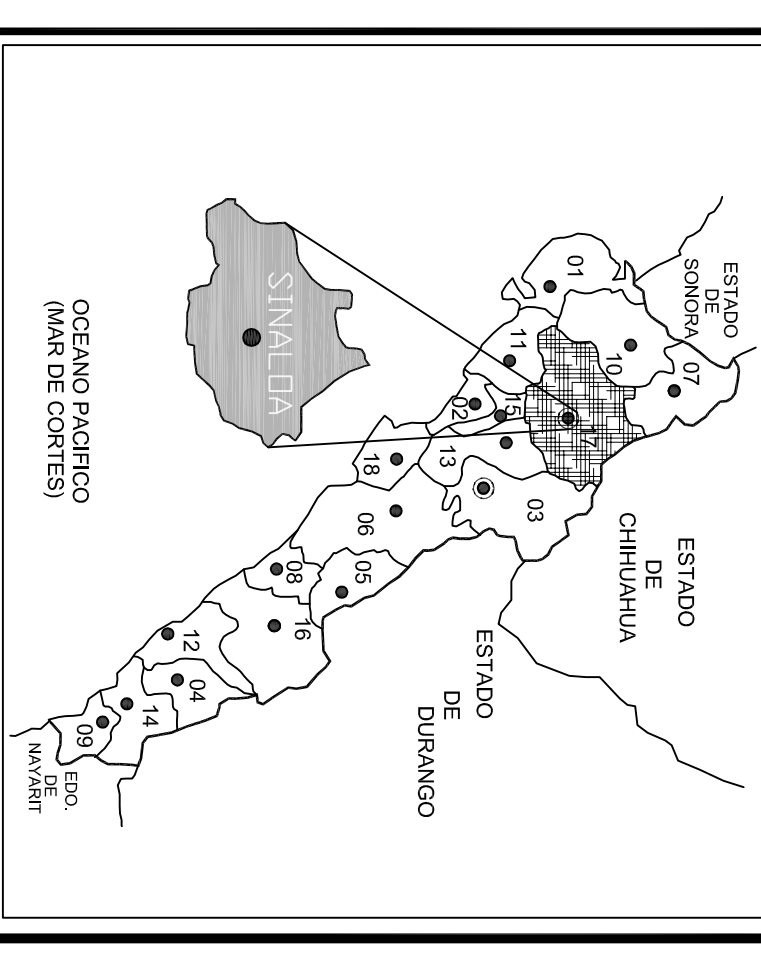 ESTADO
DE
SONORA
ESTADO
DE
CHIHUAHUA
ESTADO
DE
DURANGO
EDO.
DE
NAYARIT
OCEANO PACIFICO
(MAR DE CORTES)
SINALOA
01
07
10
11
17
15
02
13
03
18
06
05
08
16
12
04
14
09